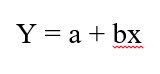 Y = a + bx